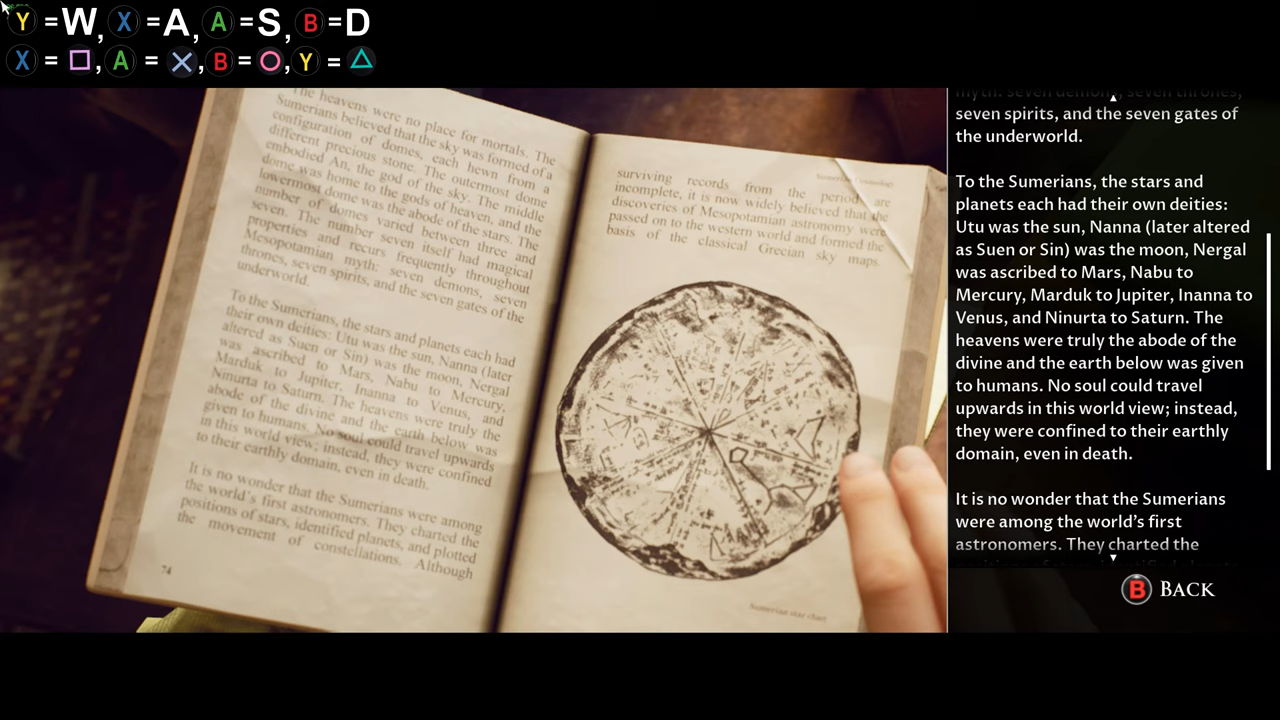 Y = W, X = A, A = S, B = D
X = □, A = ✕, B = ○, Y = △
The heavens were no place for mortals. The
Sumerians believed that the sky was formed of a
configuration of domes, each hewn from a
different precious stone. The outermost dome
embodied An, the god of the sky. The middle
dome was home to the gods of heaven, and the
lowermost dome was the abode of the stars. The
number of domes varied between three and
seven. The number seven itself had magical
properties and recurs frequently throughout
Mesopotamian myth: seven demons, seven
thrones, seven spirits, and the seven gates of the
underworld.
To the Sumerians, the stars and planets each had
their own deities: Utu was the sun, Nanna (later
altered as Suen or Sin) was the moon, Nergal
was ascribed to Mars, Nabu to Mercury,
Marduk to Jupiter, Inanna to Venus, and
Ninurta to Saturn. The heavens were truly the
abode of the divine and the earth below was
given to humans. No soul could travel upwards
in this world view; instead, they were confined
to their earthly domain, even in death.
It is no wonder that the Sumerians were among
the world's first astronomers. They charted the
positions of stars, identified planets, and plotted
the movement of constellations. Although
74
Sumerian Cosmology
surviving records from the period are
incomplete, it is now widely believed that the
discoveries of Mesopotamian astronomy were
passed on to the western world and formed the
basis of the classical Grecian sky maps.
Sumerian star chart
myth: seven demons, seven thrones,
seven spirits, and the seven gates of
the underworld.
To the Sumerians, the stars and
planets each had their own deities:
Utu was the sun, Nanna (later altered
as Suen or Sin) was the moon, Nergal
was ascribed to Mars, Nabu to
Mercury, Marduk to Jupiter, Inanna to
Venus, and Ninurta to Saturn. The
heavens were truly the abode of the
divine and the earth below was given
to humans. No soul could travel
upwards in this world view; instead,
they were confined to their earthly
domain, even in death.
It is no wonder that the Sumerians
were among the world's first
astronomers. They charted the
B BACK